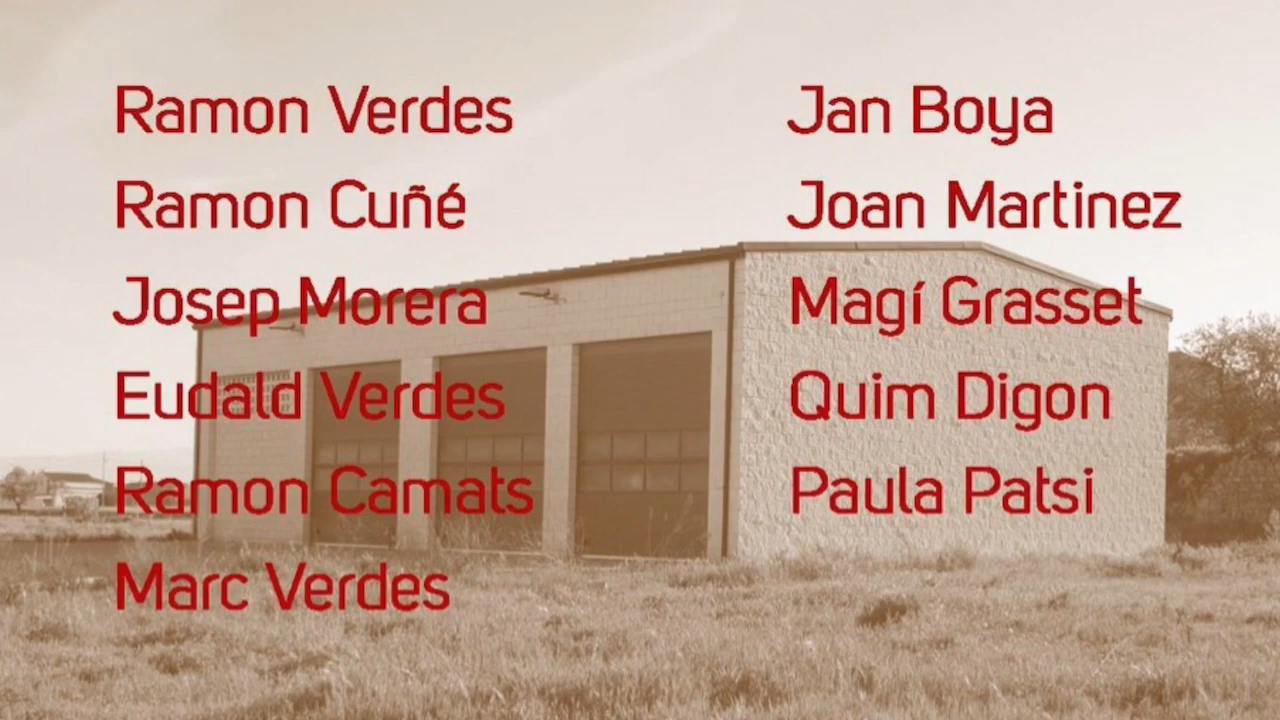 Ramon Verdes
Ramon Cuñé
Josep Morera
Eudald Verdes
Ramon Camats
Marc Verdes
Jan Boya
Joan Martinez
Magí Grasset
Quim Digon
Paula Patsi